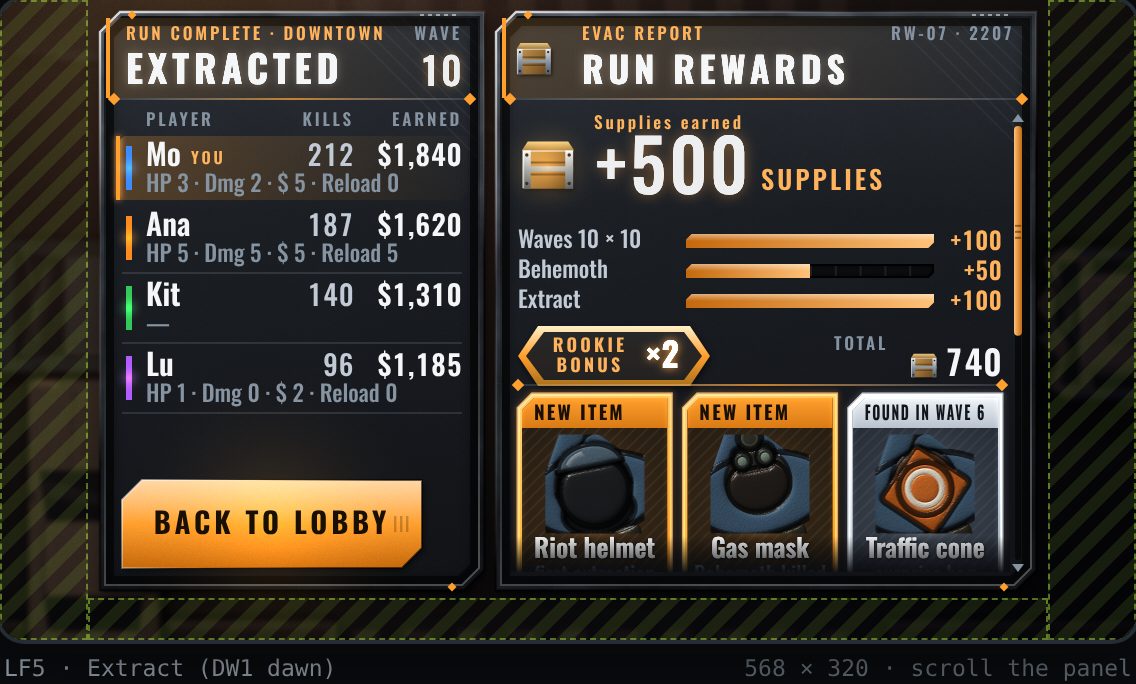 RUN COMPLETE · DOWNTOWN WAVE
EXTRACTED 10
PLAYER KILLS EARNED
Mo YOU 212 $1,840
HP 3 · Dmg 2 · $ 5 · Reload 0
Ana 187 $1,620
HP 5 · Dmg 5 · $ 5 · Reload 5
Kit 140 $1,310
—
Lu 96 $1,185
HP 1 · Dmg 0 · $ 2 · Reload 0
BACK TO LOBBY
EVAC REPORT RW-07 · 2207
RUN REWARDS
Supplies earned
+500 SUPPLIES
Waves 10 × 10 +100
Behemoth +50
Extract +100
ROOKIE BONUS ×2
TOTAL 740
NEW ITEM
Riot helmet
NEW ITEM
Gas mask
FOUND IN WAVE 6
Traffic cone
LF5 · Extract (DW1 dawn) 568 × 320 · scroll the panel